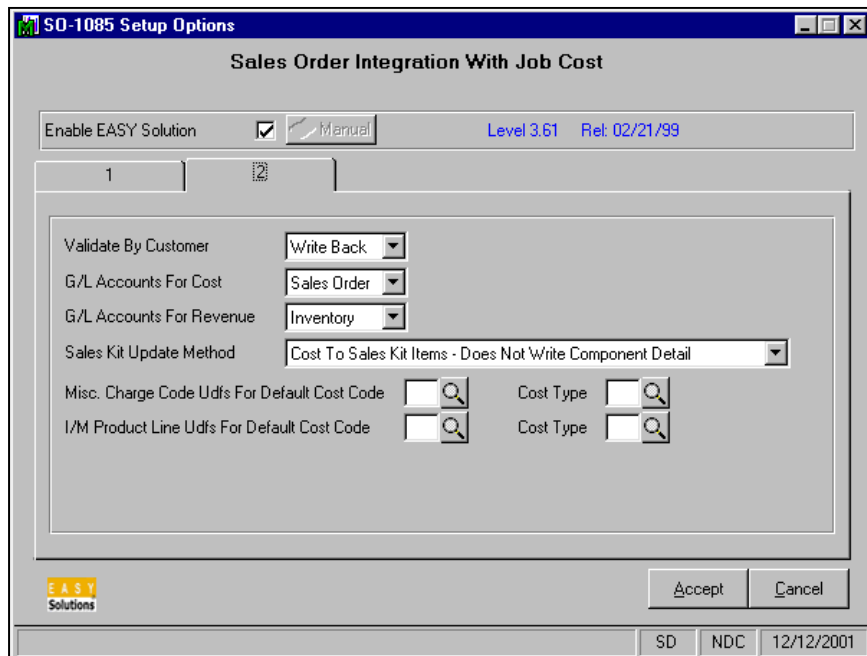 SO-1085 Setup Options
Sales Order Integration With Job Cost
Enable EASY Solution Manual Level 3.61 Rel: 02/21/99
1 2
Validate By Customer Write Back
G/L Accounts For Cost Sales Order
G/L Accounts For Revenue Inventory
Sales Kit Update Method Cost To Sales Kit Items - Does Not Write Component Detail
Misc. Charge Code Udfs For Default Cost Code Cost Type
I/M Product Line Udfs For Default Cost Code Cost Type
EASY
Solutions
Accept Cancel
SD NDC 12/12/2001